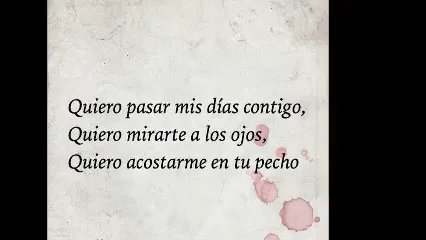 Quiero pasar mis días contigo,
Quiero mirarte a los ojos,
Quiero acostarme en tu pecho